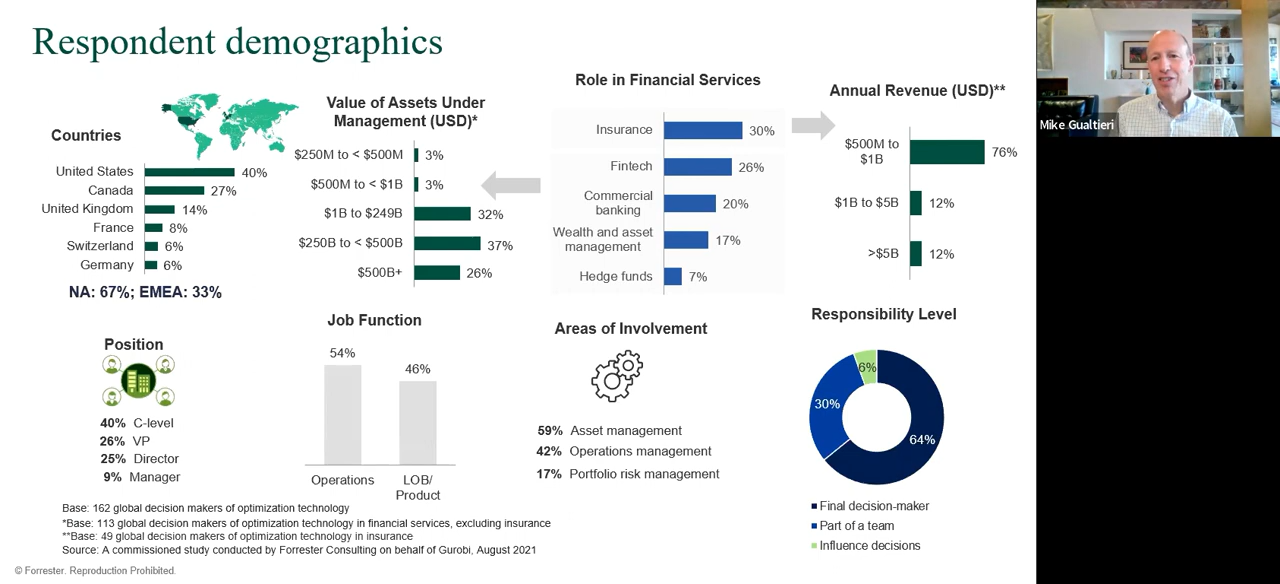 Respondent demographics
Countries
United States 40%
Canada 27%
United Kingdom 14%
France 8%
Switzerland 6%
Germany 6%
NA: 67%; EMEA: 33%
Value of Assets Under
Management (USD)*
$250M to < $500M 3%
$500M to < $1B 3%
$1B to $249B 32%
$250B to < $500B 37%
$500B+ 26%
Role in Financial Services
Insurance 30%
Fintech 26%
Commercial
banking 20%
Wealth and asset
management 17%
Hedge funds 7%
Annual Revenue (USD)**
$500M to
$1B 76%
$1B to $5B 12%
>$5B 12%
Mike Gualtieri
Position
40% C-level
26% VP
25% Director
9% Manager
Job Function
54%
46%
Operations
LOB/
Product
Areas of Involvement
59% Asset management
42% Operations management
17% Portfolio risk management
Responsibility Level
6%
30%
64%
Final decision-maker
Part of a team
Influence decisions
Base: 162 global decision makers of optimization technology
*Base: 113 global decision makers of optimization technology in financial services, excluding insurance
**Base: 49 global decision makers of optimization technology in insurance
Source: A commissioned study conducted by Forrester Consulting on behalf of Gurobi, August 2021
© Forrester. Reproduction Prohibited.